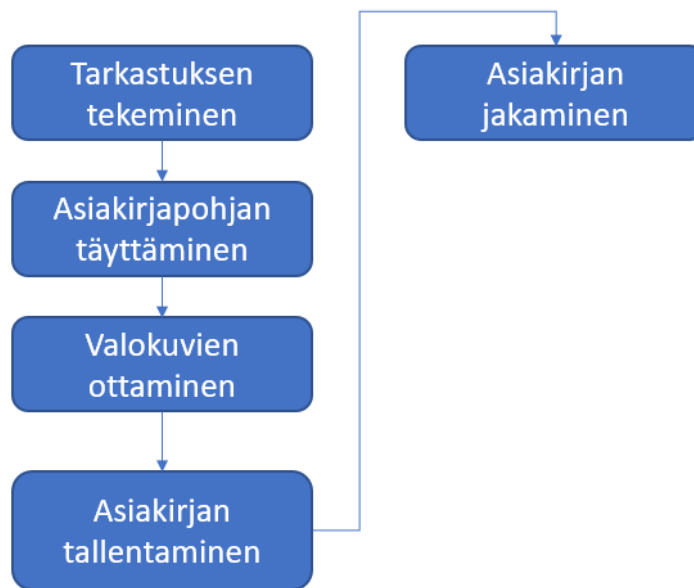 Tarkastuksen
tekeminen
Asiakirjapohjan
täyttäminen
Valokuvien
ottaminen
Asiakirjan
tallentaminen
Asiakirjan
jakaminen